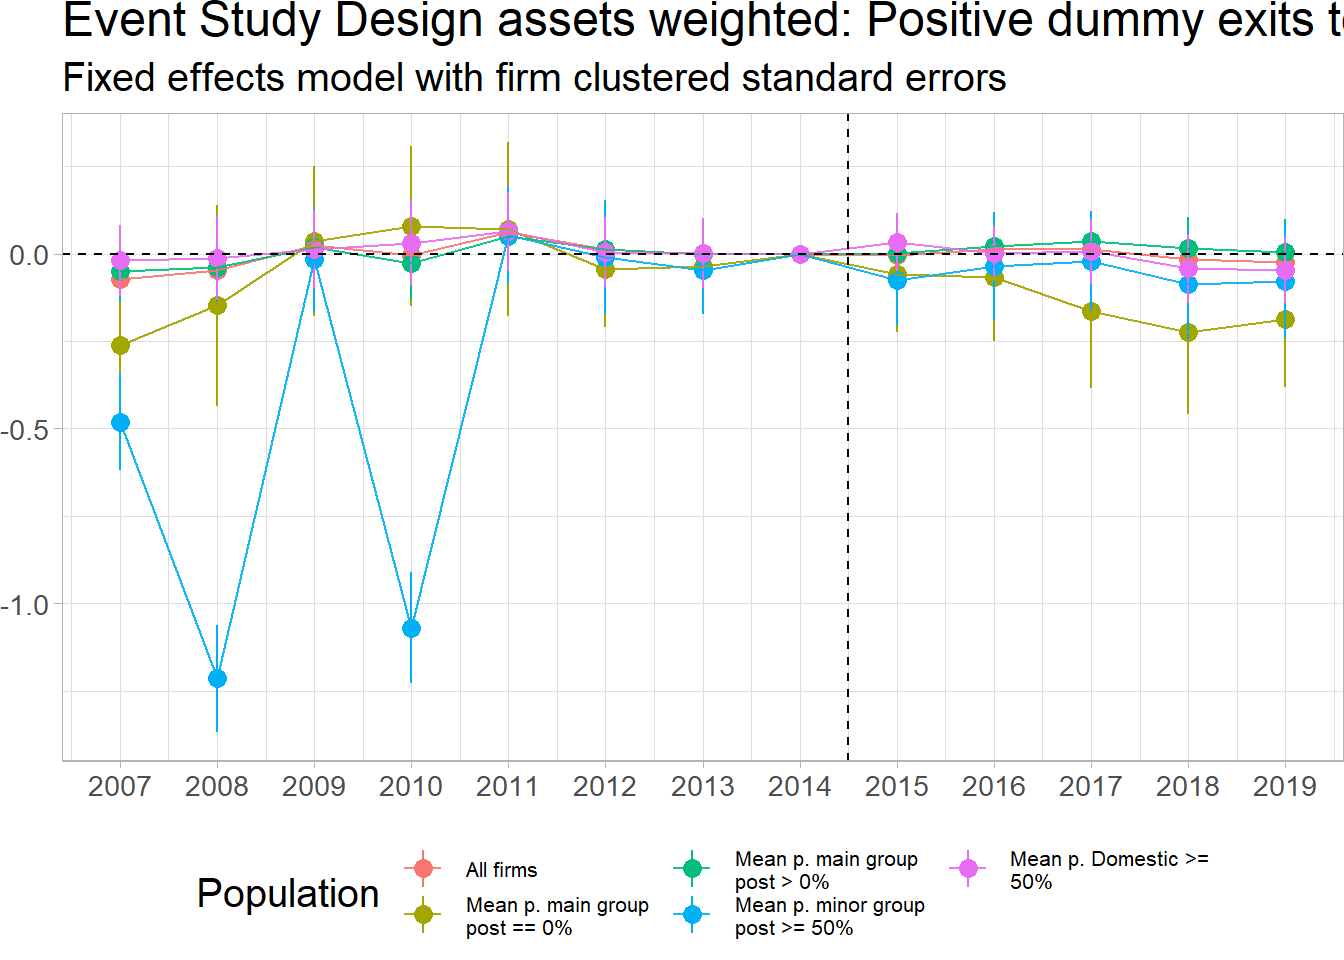 Event Study Design assets weighted: Positive dummy exits
Fixed effects model with firm clustered standard errors
0.0
-0.5
-1.0
2007 2008 2009 2010 2011 2012 2013 2014 2015 2016 2017 2018 2019
Population
All firms
Mean p. main group
post == 0%
Mean p. main group
post > 0%
Mean p. minor group
post >= 50%
Mean p. Domestic >=
50%